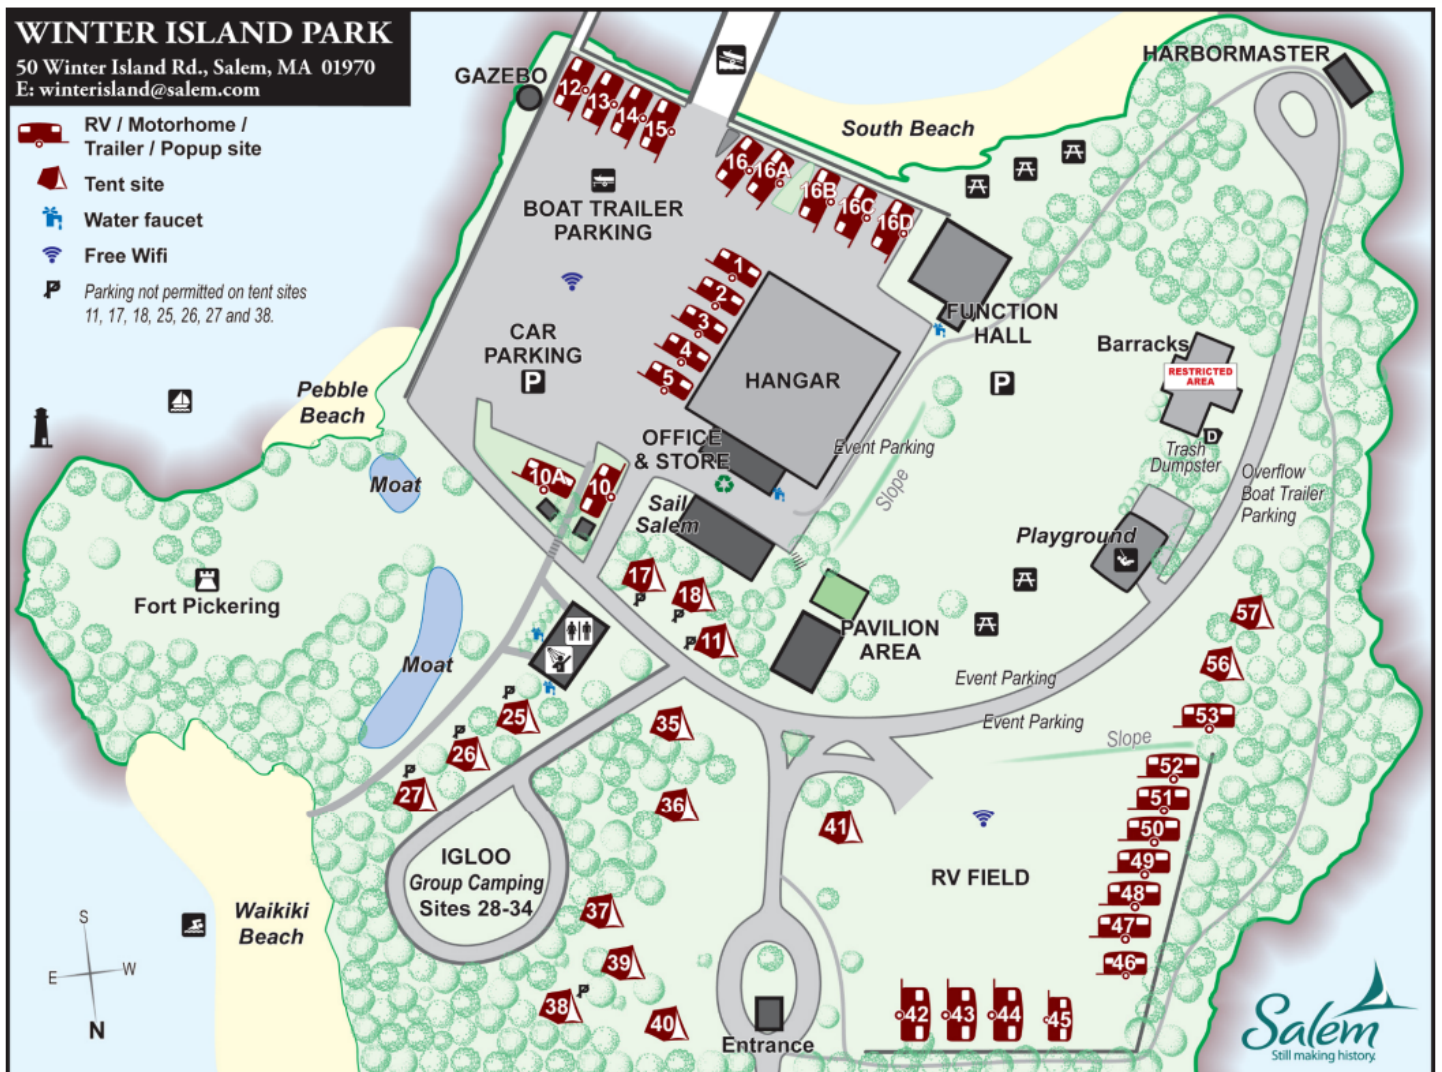 WINTER ISLAND PARK
50 Winter Island Rd., Salem, MA 01970
E: winterisland@salem.com
RV / Motorhome /
Trailer / Popup site
Tent site
Water faucet
Free Wifi
P
Parking not permitted on tent sites
11, 17, 18, 25, 26, 27 and 38.
GAZEBO
12
13
14
15
HARBORMASTER
South Beach
16
16A
16B
16C
16D
BOAT TRAILER
PARKING
1
2
3
4
5
FUNCTION
HALL
CAR
PARKING
P
HANGAR
P
Barracks
RESTRICTED
AREA
D
Trash
Dumpster
Overflow
Boat Trailer
Parking
Pebble
Beach
OFFICE
& STORE
Event Parking
Slope
Moat
10A
10
Sail
Salem
Playground
Fort Pickering
17
P
18
P
11
P
PAVILION
AREA
57
56
Moat
Event Parking
Event Parking
53
Slope
P
25
P
26
P
27
35
36
41
52
51
50
49
48
47
46
IGLOO
Group Camping
Sites 28-34
RV FIELD
Waikiki
Beach
37
39
38
P
40
42
43
44
45
Entrance
S
E
W
N
Salem
Still making history.